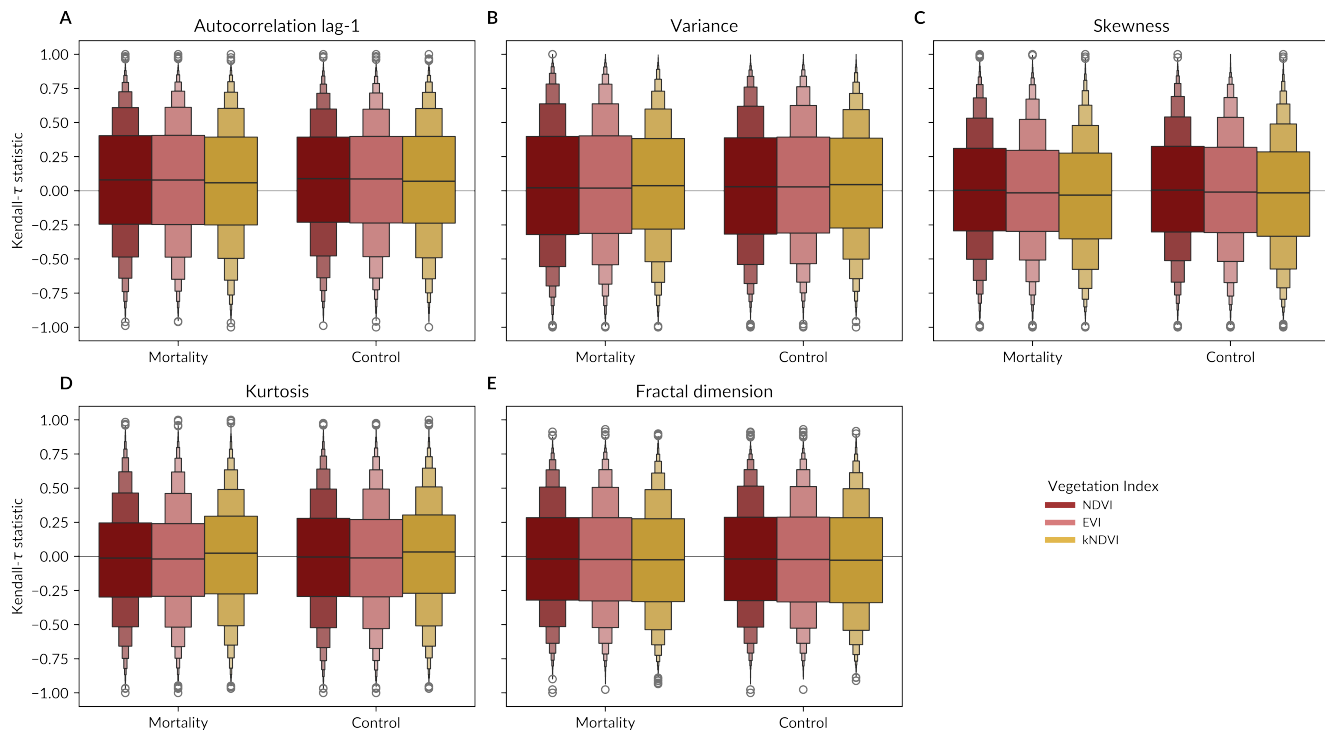 A
Autocorrelation lag-1
B
Variance
C
Skewness
1.00
0.75
0.50
0.25
0.00
−0.25
−0.50
−0.75
−1.00
Kendall-τ statistic
Mortality
Control
Mortality
Control
Mortality
Control
D
Kurtosis
E
Fractal dimension
1.00
0.75
0.50
0.25
0.00
−0.25
−0.50
−0.75
−1.00
Kendall-τ statistic
Mortality
Control
Mortality
Control
Vegetation Index
NDVI
EVI
kNDVI